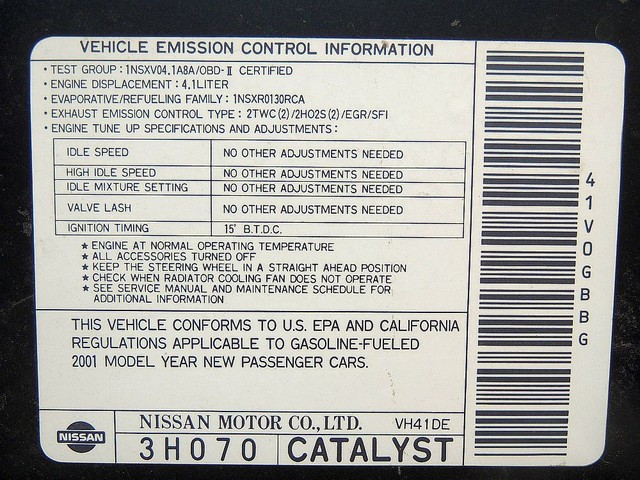 VEHICLE EMISSION CONTROL INFORMATION
• TEST GROUP : 1NSXV04.1A8A/OBD-II CERTIFIED
• ENGINE DISPLACEMENT : 4.1LITER
• EVAPORATIVE/REFUELING FAMILY : 1NSXR0130RCA
• EXHAUST EMISSION CONTROL TYPE : 2TWC(2)/2HO2S(2)/EGR/SFI
• ENGINE TUNE UP SPECIFICATIONS AND ADJUSTMENTS :
IDLE SPEED NO OTHER ADJUSTMENTS NEEDED
HIGH IDLE SPEED NO OTHER ADJUSTMENTS NEEDED
IDLE MIXTURE SETTING NO OTHER ADJUSTMENTS NEEDED
VALVE LASH NO OTHER ADJUSTMENTS NEEDED
IGNITION TIMING 15° B.T.D.C.
★ ENGINE AT NORMAL OPERATING TEMPERATURE
★ ALL ACCESSORIES TURNED OFF
★ KEEP THE STEERING WHEEL IN A STRAIGHT AHEAD POSITION
★ CHECK WHEN RADIATOR COOLING FAN DOES NOT OPERATE
★ SEE SERVICE MANUAL AND MAINTENANCE SCHEDULE FOR
ADDITIONAL INFORMATION
THIS VEHICLE CONFORMS TO U.S. EPA AND CALIFORNIA
REGULATIONS APPLICABLE TO GASOLINE-FUELED
2001 MODEL YEAR NEW PASSENGER CARS.
NISSAN
NISSAN MOTOR CO.,LTD. VH41DE
3H070 CATALYST
41V0GBBG